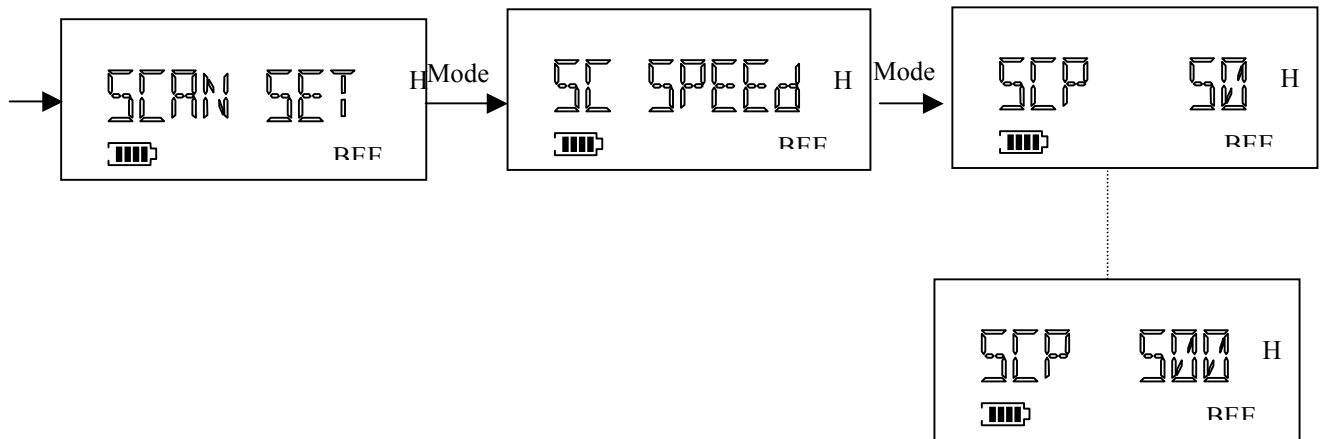 SCAN SET H
Mode
SC SPEEd H
Mode
SCP 50 H
SCP 500 H